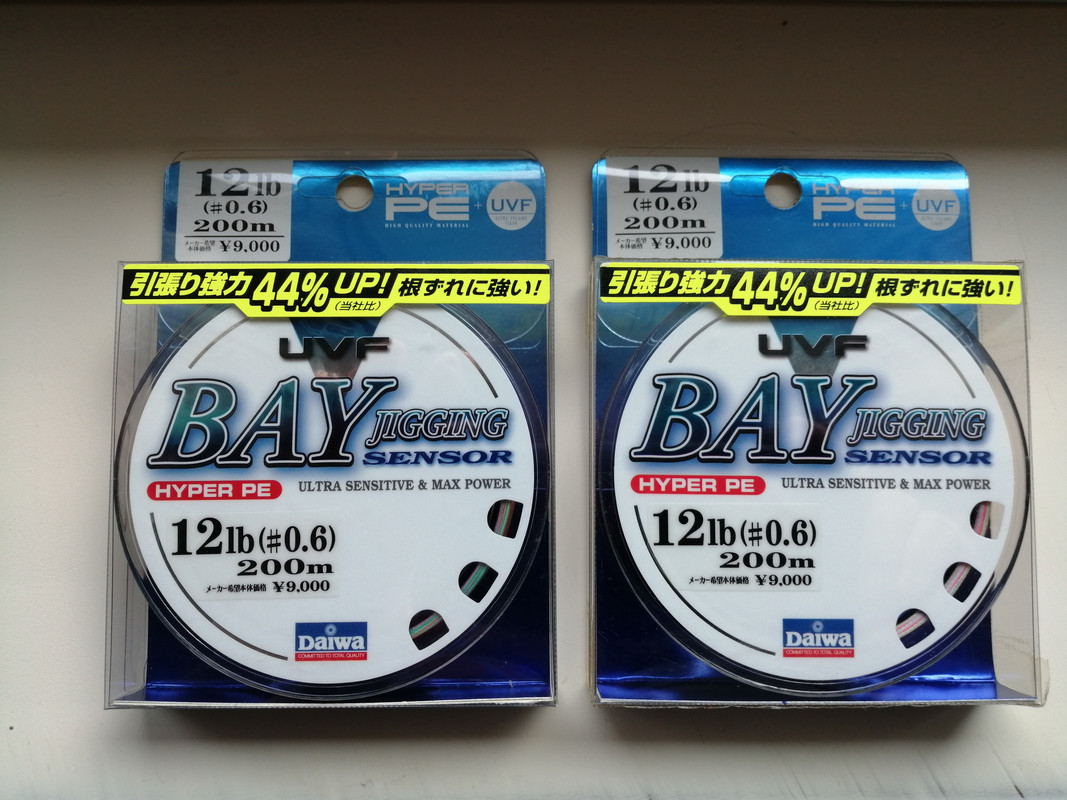 12lb
(#0.6)
200m
メーカー希望
本体価格 ¥9,000
HYPER
PE + UVF
HIGH QUALITY MATERIAL
引張り強力 44% UP! 根ずれに強い!
(当社比)
UVF
BAY JIGGING
SENSOR
HYPER PE ULTRA SENSITIVE & MAX POWER
12lb (#0.6)
200m
メーカー希望本体価格 ¥9,000
Daiwa
COMMITTED TO TOTAL QUALITY
12lb
(#0.6)
200m
メーカー希望
本体価格 ¥9,000
HYPER
PE + UVF
HIGH QUALITY MATERIAL
引張り強力 44% UP! 根ずれに強い!
(当社比)
UVF
BAY JIGGING
SENSOR
HYPER PE ULTRA SENSITIVE & MAX POWER
12lb (#0.6)
200m
メーカー希望本体価格 ¥9,000
Daiwa
COMMITTED TO TOTAL QUALITY